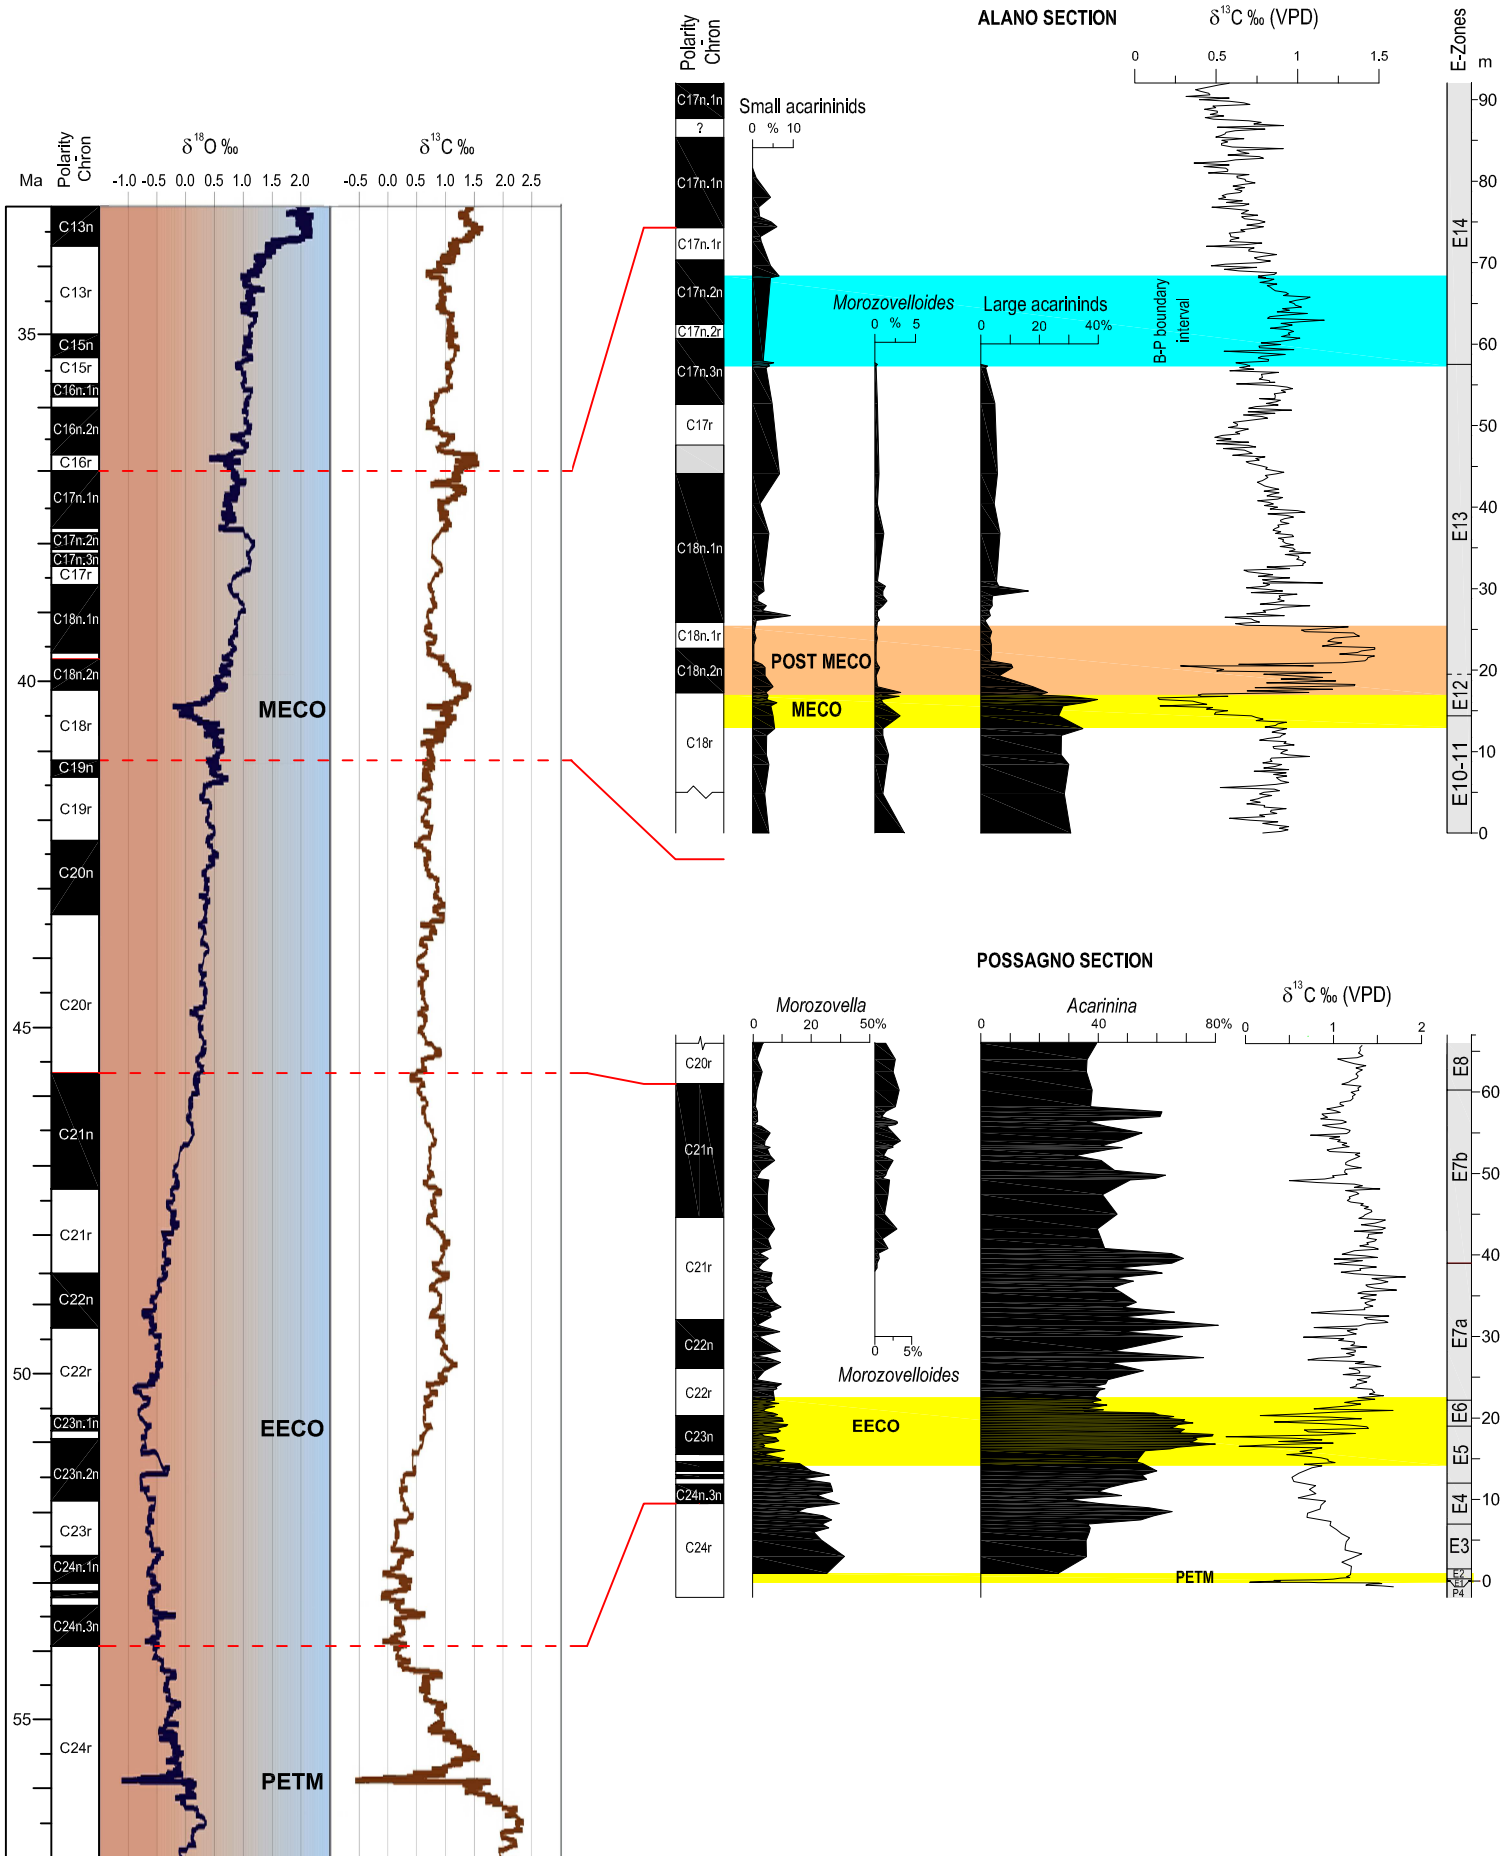 Ma
Polarity
-
Chron
δ18O ‰
-1.0 -0.5 0.0 0.5 1.0 1.5 2.0
δ13C ‰
-0.5 0.0 0.5 1.0 1.5 2.0 2.5
C13n
C13r
35
C15n
C15r
C16n.1n
C16n.2n
C16r
C17n.1n
C17n.2n
C17n.3n
C17r
C18n.1n
C18n.2n
40
MECO
C18r
C19n
C19r
C20n
C20r
45
C21n
C21r
C22n
C22r
50
C23n.1n
EECO
C23n.2n
C23r
C24n.1n
C24n.3n
55
C24r
PETM
ALANO SECTION
Polarity
-
Chron
δ13C ‰ (VPD)
0 0.5 1 1.5
E-Zones
m
Small acarininids
0 % 10
C17n.1n
?
C17n.1n
C17n.1r
C17n.2n
C17n.2r
C17n.3n
C17r
C18n.1n
C18n.1r
C18n.2n
C18r
Morozovelloides
0 % 5
Large acarininds
0 20 40%
B-P boundary
interval
POST MECO
MECO
E14
E13
E12
E10-11
90
80
70
60
50
40
30
20
10
0
POSSAGNO SECTION
Morozovella
0 20 50%
Acarinina
0 40 80%
δ13C ‰ (VPD)
0 1 2
C20r
C21n
C21r
C22n
C22r
C23n
C24n.3n
C24r
0 5%
Morozovelloides
EECO
PETM
E8
E7b
E7a
E6
E5
E4
E3
E2
E1
P4
60
50
40
30
20
10
0